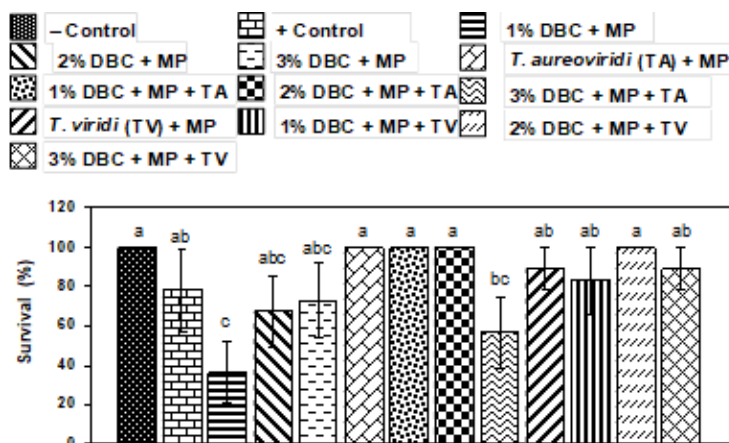 – Control + Control 1% DBC + MP
2% DBC + MP 3% DBC + MP T. aureoviridi (TA) + MP
1% DBC + MP + TA 2% DBC + MP + TA 3% DBC + MP + TA
T. viridi (TV) + MP 1% DBC + MP + TV 2% DBC + MP + TV
3% DBC + MP + TV
120
100
80
60
40
20
0
Survival (%)
a ab c abc abc a a a bc ab ab a ab